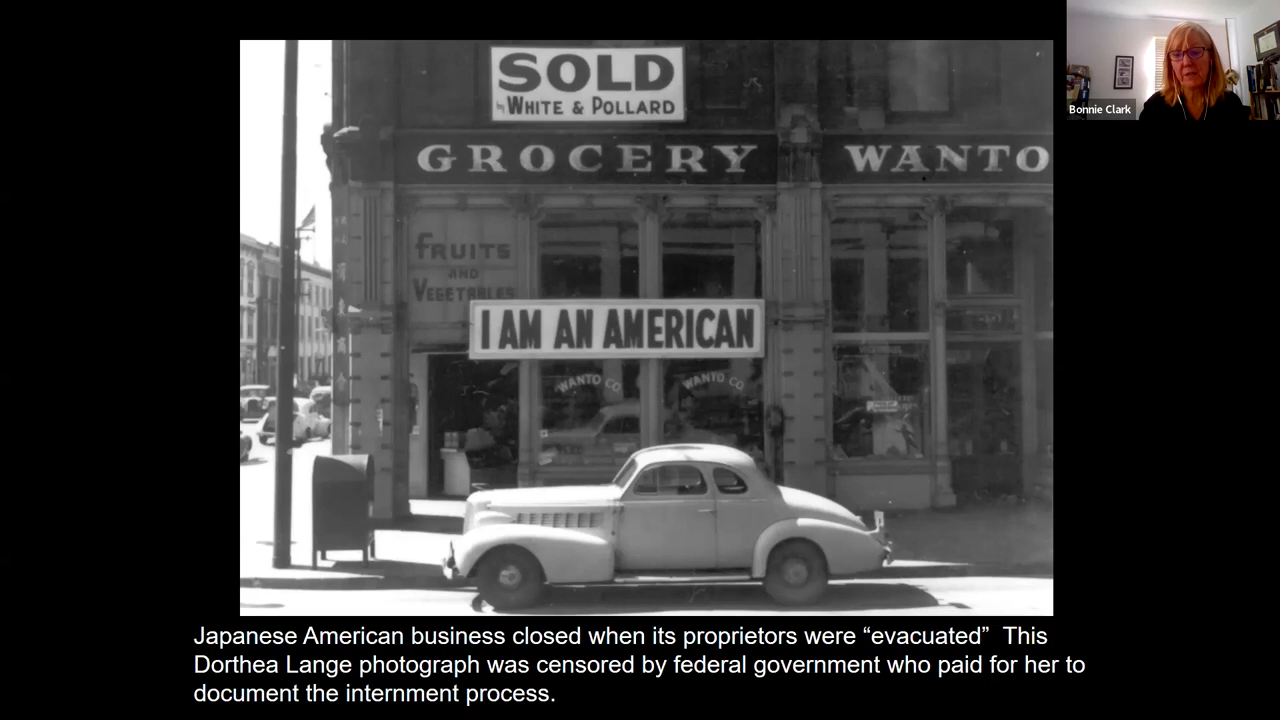 SOLD
by WHITE & POLLARD
GROCERY WANTO
FRUITS
AND
VEGETABLES
I AM AN AMERICAN
WANTO CO
WANTO CO
Bonnie Clark
Japanese American business closed when its proprietors were “evacuated”  This
Dorthea Lange photograph was censored by federal government who paid for her to
document the internment process.